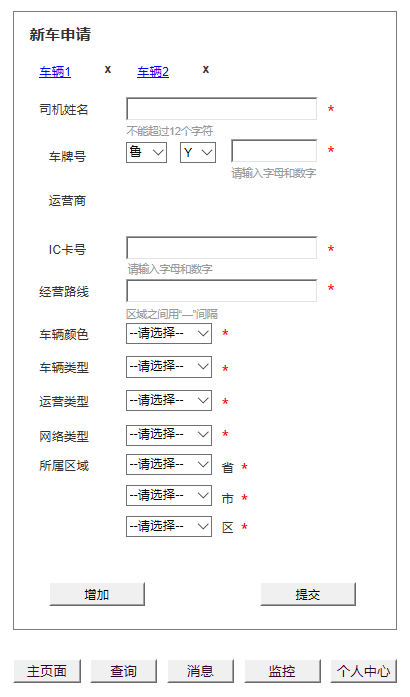 新车申请
车辆1 x 车辆2 x
司机姓名 *
不能超过12个字符
车牌号 鲁 Y *
请输入字母和数字
运营商
IC卡号 *
请输入字母和数字
经营路线 *
区域之间用“—”间隔
车辆颜色 --请选择-- *
车辆类型 --请选择-- *
运营类型 --请选择-- *
网络类型 --请选择-- *
所属区域 --请选择-- 省 *
--请选择-- 市 *
--请选择-- 区 *
增加 提交
主页面 查询 消息 监控 个人中心